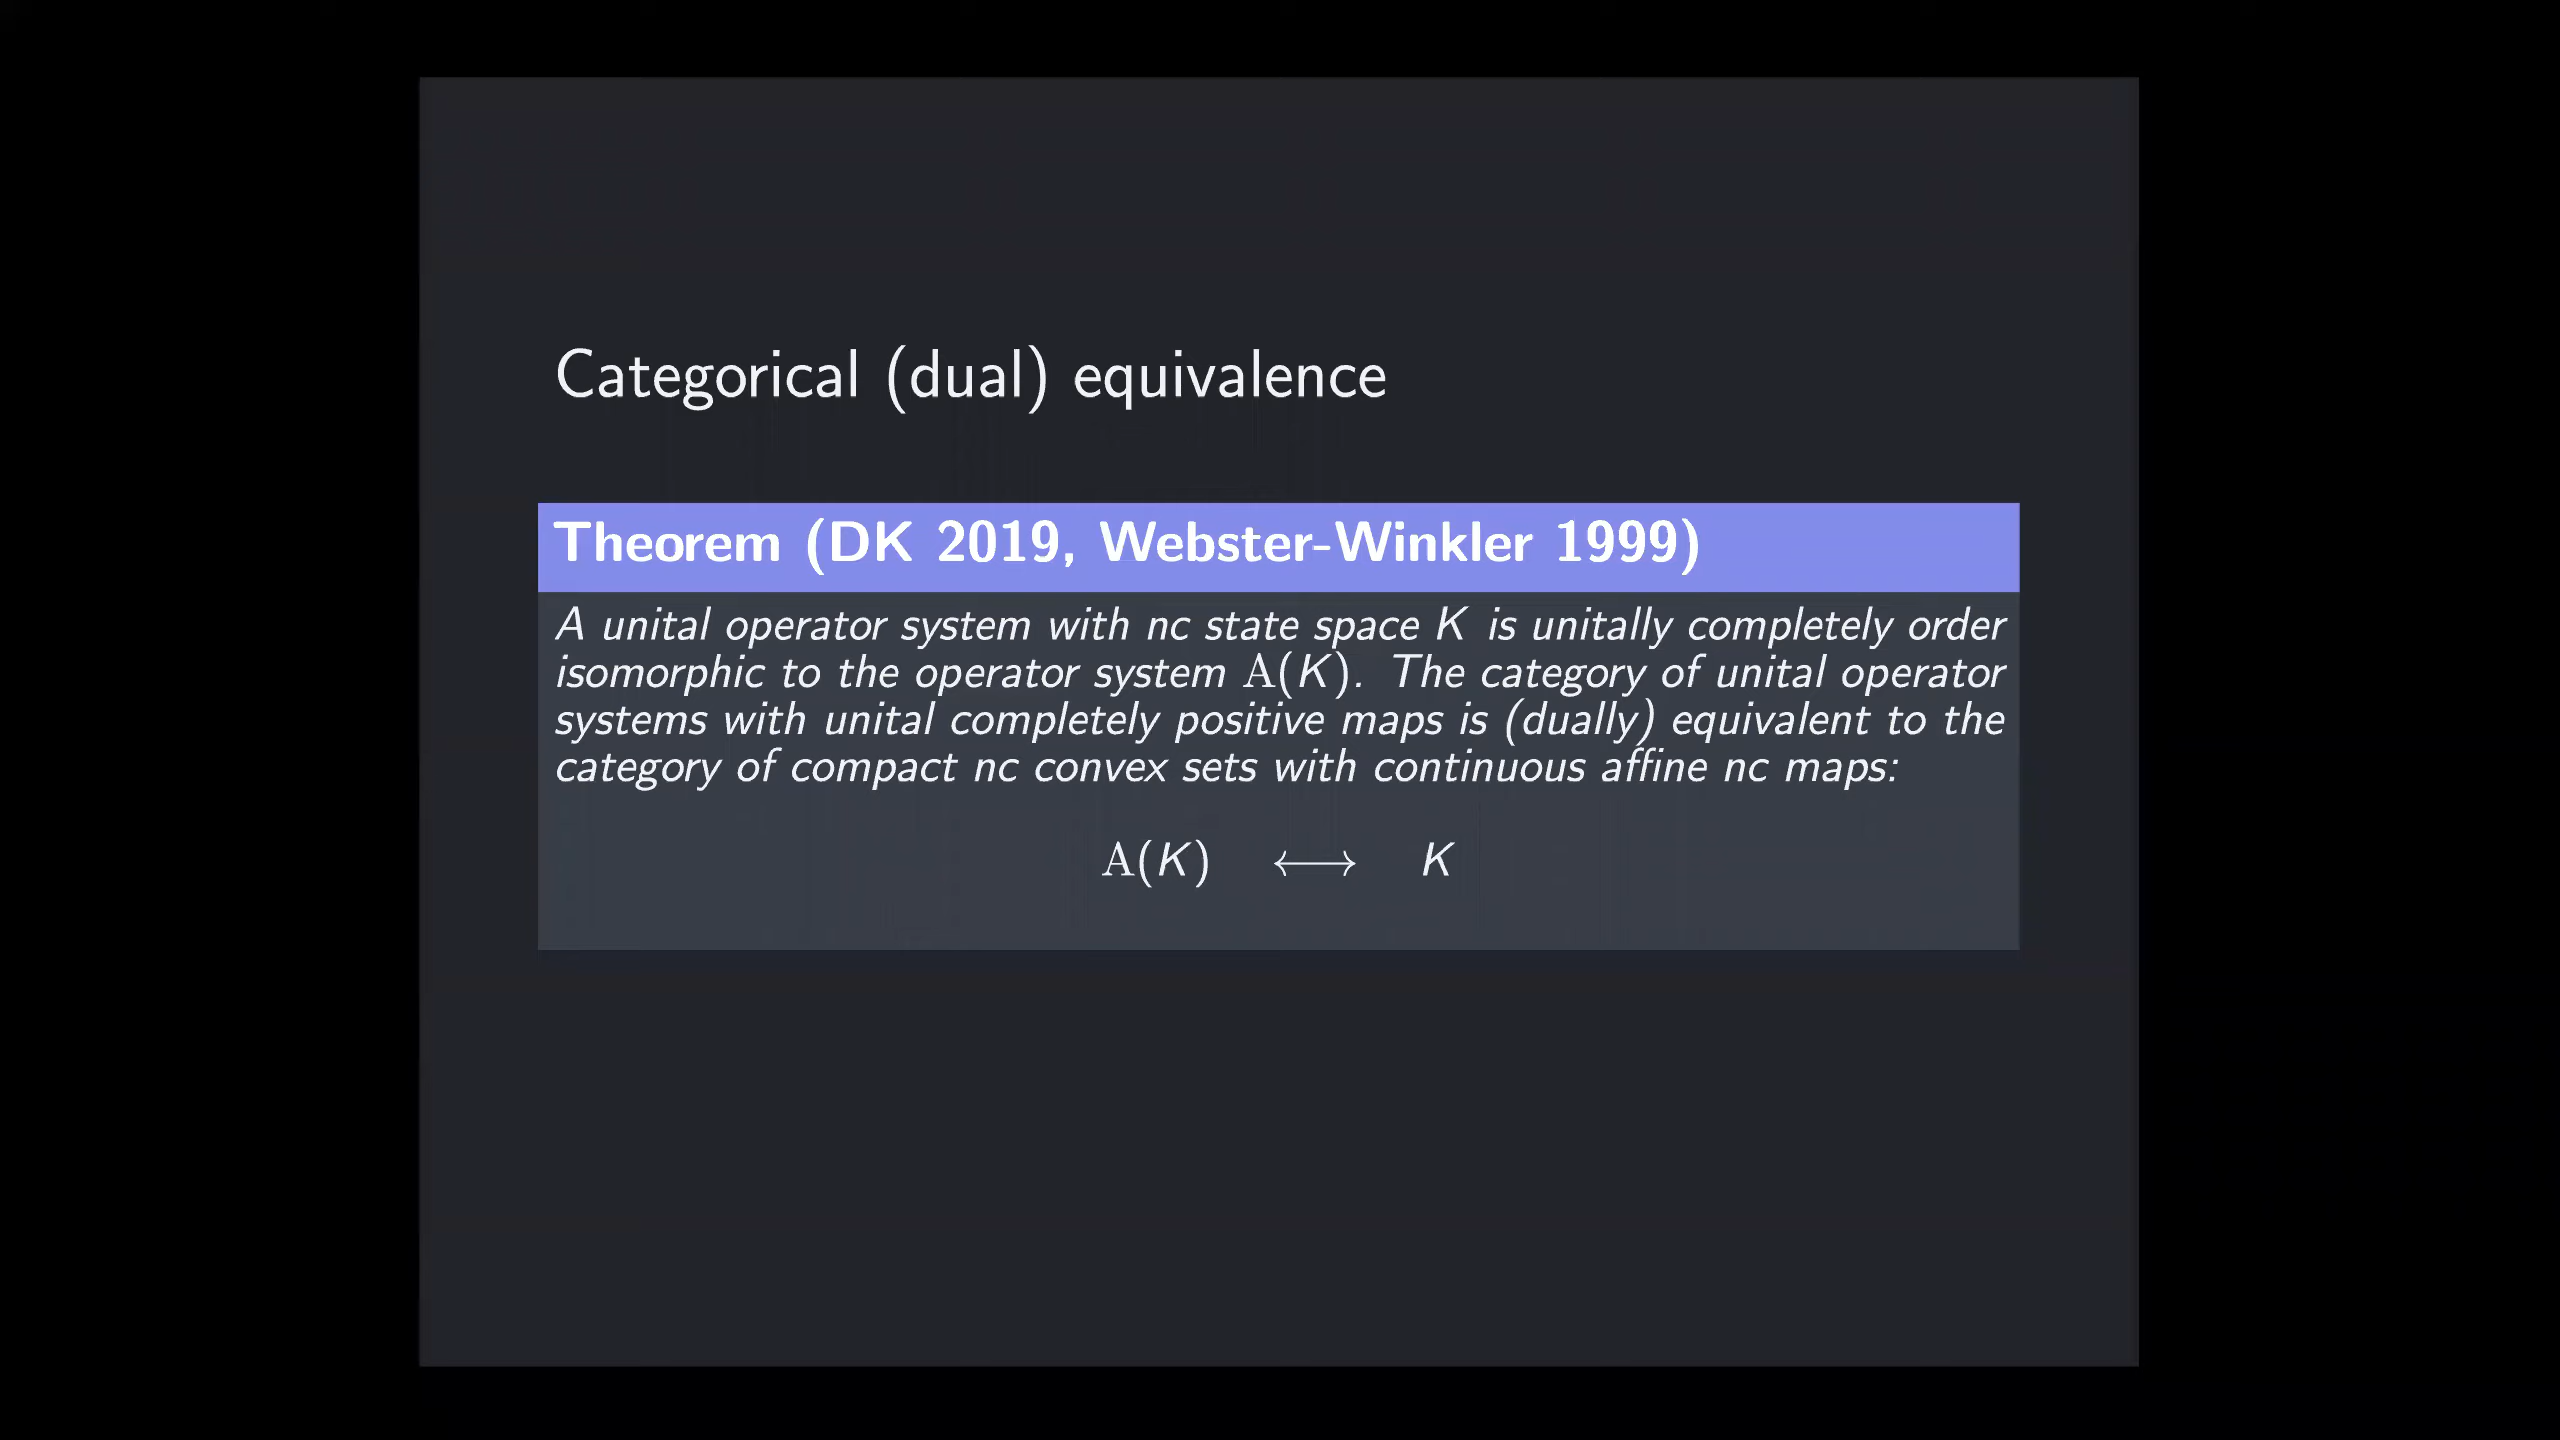 Categorical (dual) equivalence
Theorem (DK 2019, Webster-Winkler 1999)
A unital operator system with nc state space K is unitally completely order
isomorphic to the operator system A(K). The category of unital operator
systems with unital completely positive maps is (dually) equivalent to the
category of compact nc convex sets with continuous affine nc maps:
A(K) ⟷ K